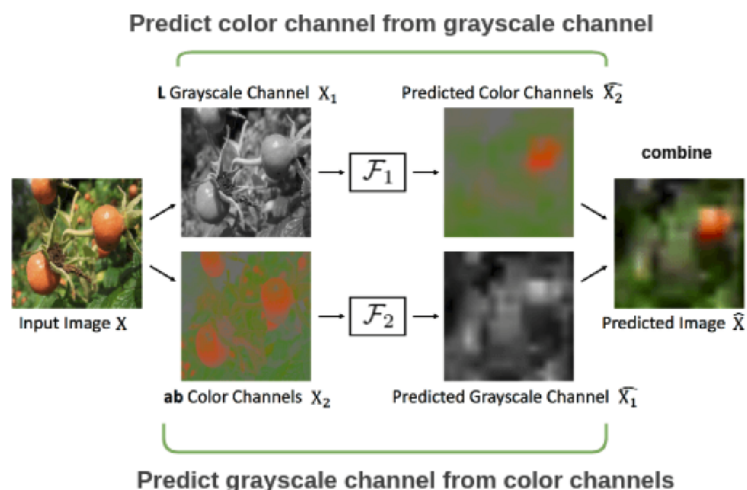 Predict color channel from grayscale channel
L Grayscale Channel X₁
Predicted Color Channels X̂₂
combine
ℱ₁
Input Image X
ℱ₂
Predicted Image X̂
ab Color Channels X₂
Predicted Grayscale Channel X̂₁
Predict grayscale channel from color channels